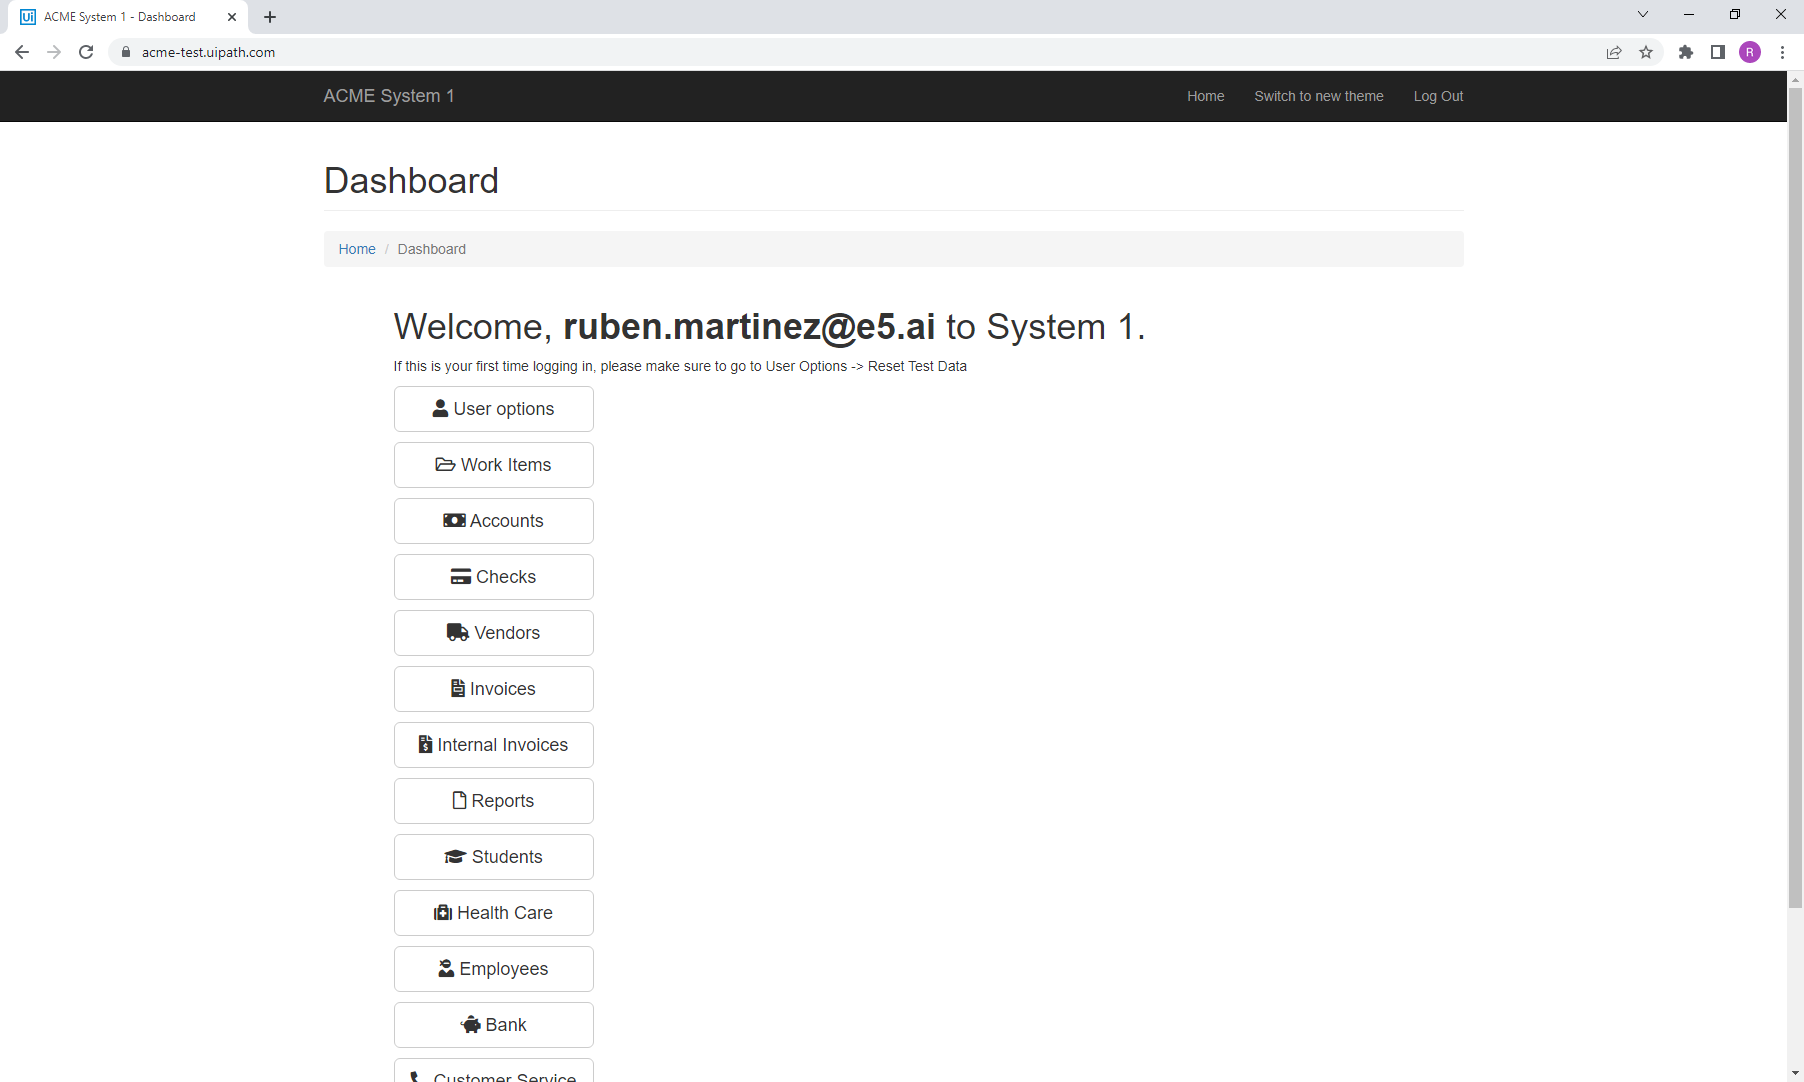 Ui ACME System 1 - Dashboard
acme-test.uipath.com
R
ACME System 1
Home
Switch to new theme
Log Out
Dashboard
Home / Dashboard
Welcome, ruben.martinez@e5.ai to System 1.
If this is your first time logging in, please make sure to go to User Options -> Reset Test Data
User options
Work Items
Accounts
Checks
Vendors
Invoices
Internal Invoices
Reports
Students
Health Care
Employees
Bank
Customer Service